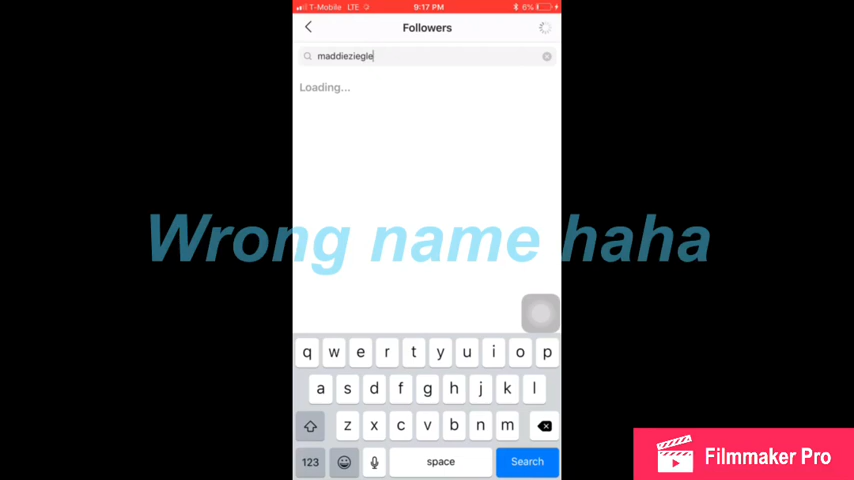 T-Mobile LTE 9:17 PM 6%
Followers
maddieziegle
Loading...
Wrong name haha
q w e r t y u i o p
a s d f g h j k l
z x c v b n m
123 space Search
Filmmaker Pro